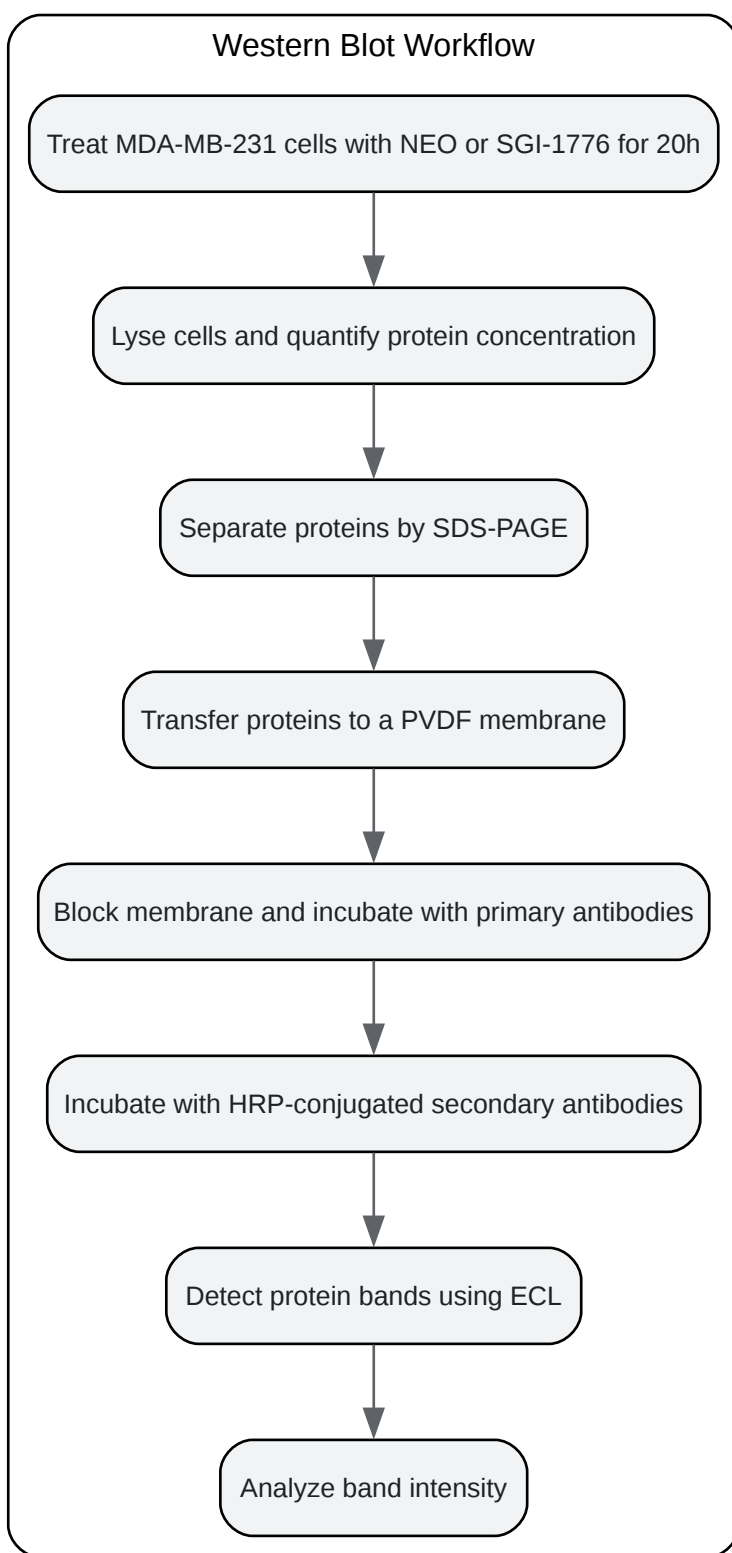 Western Blot Workflow
Treat MDA-MB-231 cells with NEO or SGI-1776 for 20h
Lyse cells and quantify protein concentration
Separate proteins by SDS-PAGE
Transfer proteins to a PVDF membrane
Block membrane and incubate with primary antibodies
Incubate with HRP-conjugated secondary antibodies
Detect protein bands using ECL
Analyze band intensity